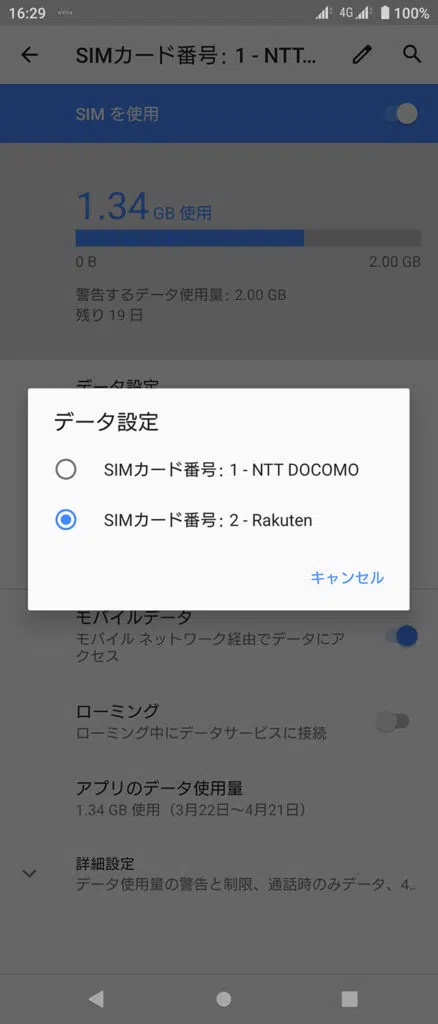 16:29
4G
100%
SIMカード番号: 1 - NTT...
SIM を使用
1.34 GB 使用
0 B
2.00 GB
警告するデータ使用量: 2.00 GB
残り 19 日
データ設定
データ設定
SIMカード番号: 1 - NTT DOCOMO
SIMカード番号: 2 - Rakuten
キャンセル
モバイルデータ
モバイル ネットワーク経由でデータにア
クセス
ローミング
ローミング中にデータサービスに接続
アプリのデータ使用量
1.34 GB 使用（3月22日～4月21日）
詳細設定
データ使用量の警告と制限、通話時のみデータ、4..